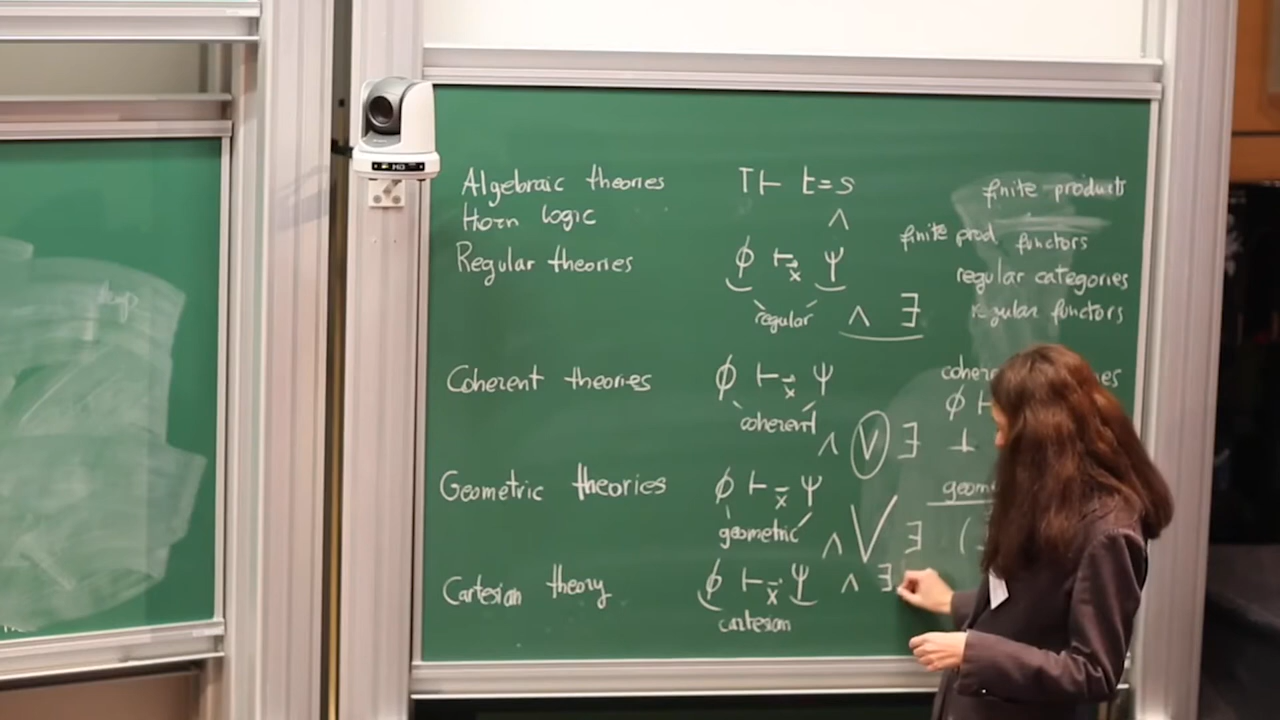 Algebraic theories ⊤ ⊢ t=s finite products
Horn logic ∧
finite prod functors
Regular theories ϕ ⊢x⃗ ψ regular categories
regular ∧ ∃ regular functors
Coherent theories ϕ ⊢x⃗ ψ
coherent ∧ ∨ ∃ ⊥
Geometric theories ϕ ⊢x⃗ ψ
geometric ∧ ⋁ ∃
Cartesian theory ϕ ⊢x⃗ ψ ∧ ∃
cartesian
HD